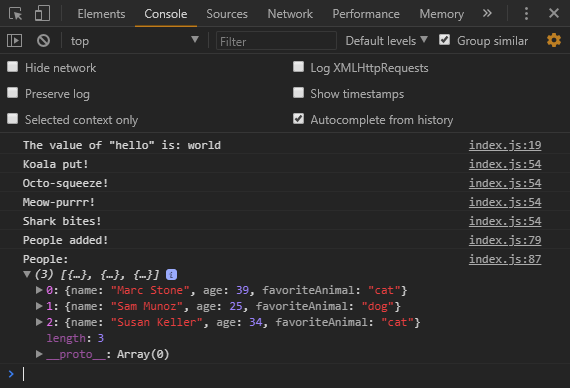 Elements Console Sources Network Performance Memory »
top Filter Default levels Group similar
Hide network Log XMLHttpRequests
Preserve log Show timestamps
Selected context only Autocomplete from history
The value of "hello" is: world index.js:19
Koala put! index.js:54
Octo-squeeze! index.js:54
Meow-purrr! index.js:54
Shark bites! index.js:54
People added! index.js:79
People: index.js:87
(3) [{…}, {…}, {…}] i
0: {name: "Marc Stone", age: 39, favoriteAnimal: "cat"}
1: {name: "Sam Munoz", age: 25, favoriteAnimal: "dog"}
2: {name: "Susan Keller", age: 34, favoriteAnimal: "cat"}
length: 3
__proto__: Array(0)
>